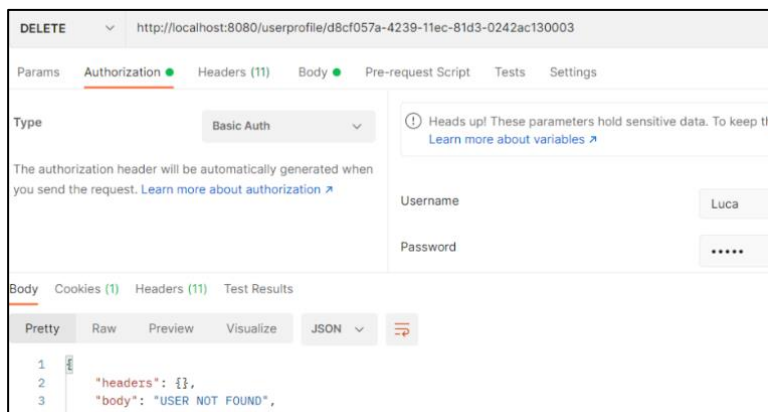 DELETE http://localhost:8080/userprofile/d8cf057a-4239-11ec-81d3-0242ac130003
Params Authorization Headers (11) Body Pre-request Script Tests Settings
Type Basic Auth
The authorization header will be automatically generated when
you send the request. Learn more about authorization ↗
Heads up! These parameters hold sensitive data. To keep th
Learn more about variables ↗
Username Luca
Password •••••
Body Cookies (1) Headers (11) Test Results
Pretty Raw Preview Visualize JSON
1 {
2 "headers": {},
3 "body": "USER NOT FOUND",